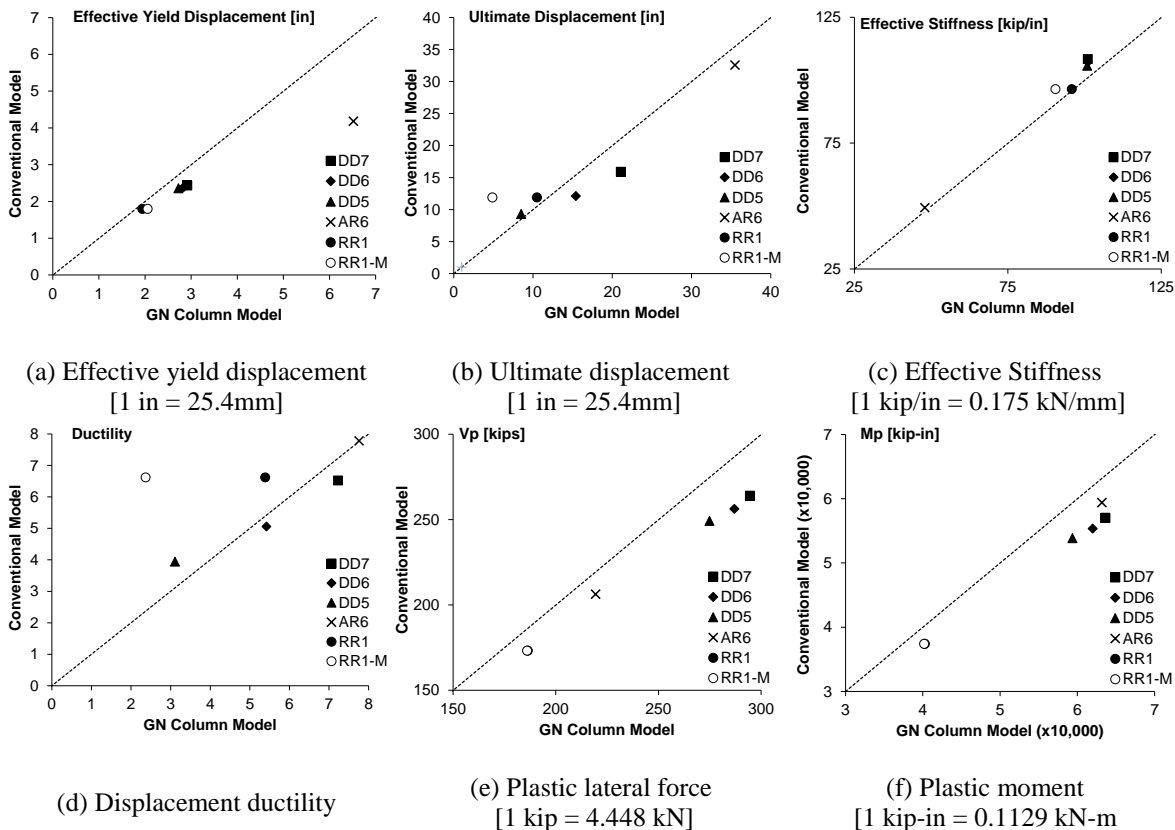 Effective Yield Displacement [in]
7
6
5
4
3
2
1
0
0 1 2 3 4 5 6 7
Conventional Model
GN Column Model
DD7
DD6
DD5
AR6
RR1
RR1-M
(a) Effective yield displacement
[1 in = 25.4mm]
Ultimate Displacement [in]
40
35
30
25
20
15
10
5
0
0 10 20 30 40
Conventional Model
GN Column Model
DD7
DD6
DD5
AR6
RR1
RR1-M
(b) Ultimate displacement
[1 in = 25.4mm]
Effective Stiffness [kip/in]
125
75
25
25 75 125
Conventional Model
GN Column Model
DD7
DD6
DD5
AR6
RR1
RR1-M
(c) Effective Stiffness
[1 kip/in = 0.175 kN/mm]
Ductility
8
7
6
5
4
3
2
1
0
0 1 2 3 4 5 6 7 8
Conventional Model
GN Column Model
DD7
DD6
DD5
AR6
RR1
RR1-M
(d) Displacement ductility
Vp [kips]
300
250
200
150
150 200 250 300
Conventional Model
GN Column Model
DD7
DD6
DD5
AR6
RR1
RR1-M
(e) Plastic lateral force
[1 kip = 4.448 kN]
Mp [kip-in]
7
6
5
4
3
3 4 5 6 7
Conventional Model (x10,000)
GN Column Model (x10,000)
DD7
DD6
DD5
AR6
RR1
RR1-M
(f) Plastic moment
[1 kip-in = 0.1129 kN-m